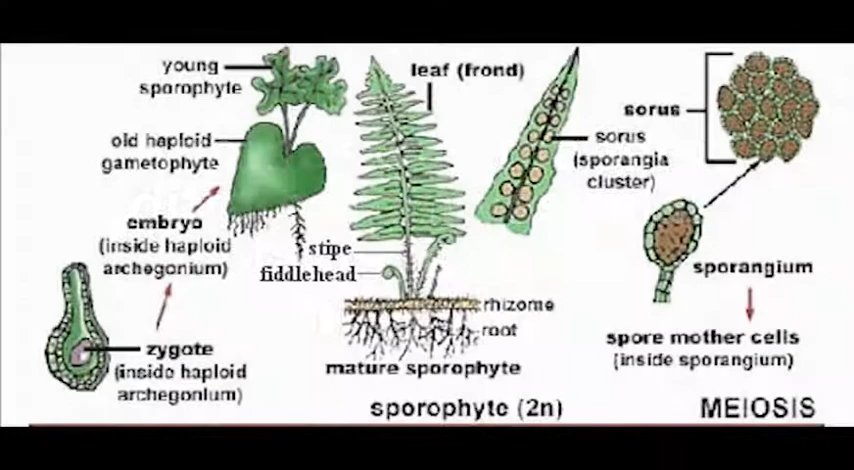 young
sporophyte
old haploid
gametophyte
embryo
(inside haploid
archegonium)
zygote
(inside haploid
archegonium)
leaf (frond)
stipe
fiddlehead
rhizome
root
mature sporophyte
sporophyte (2n)
sorus
(sporangia
cluster)
sorus
sporangium
spore mother cells
(inside sporangium)
MEIOSIS